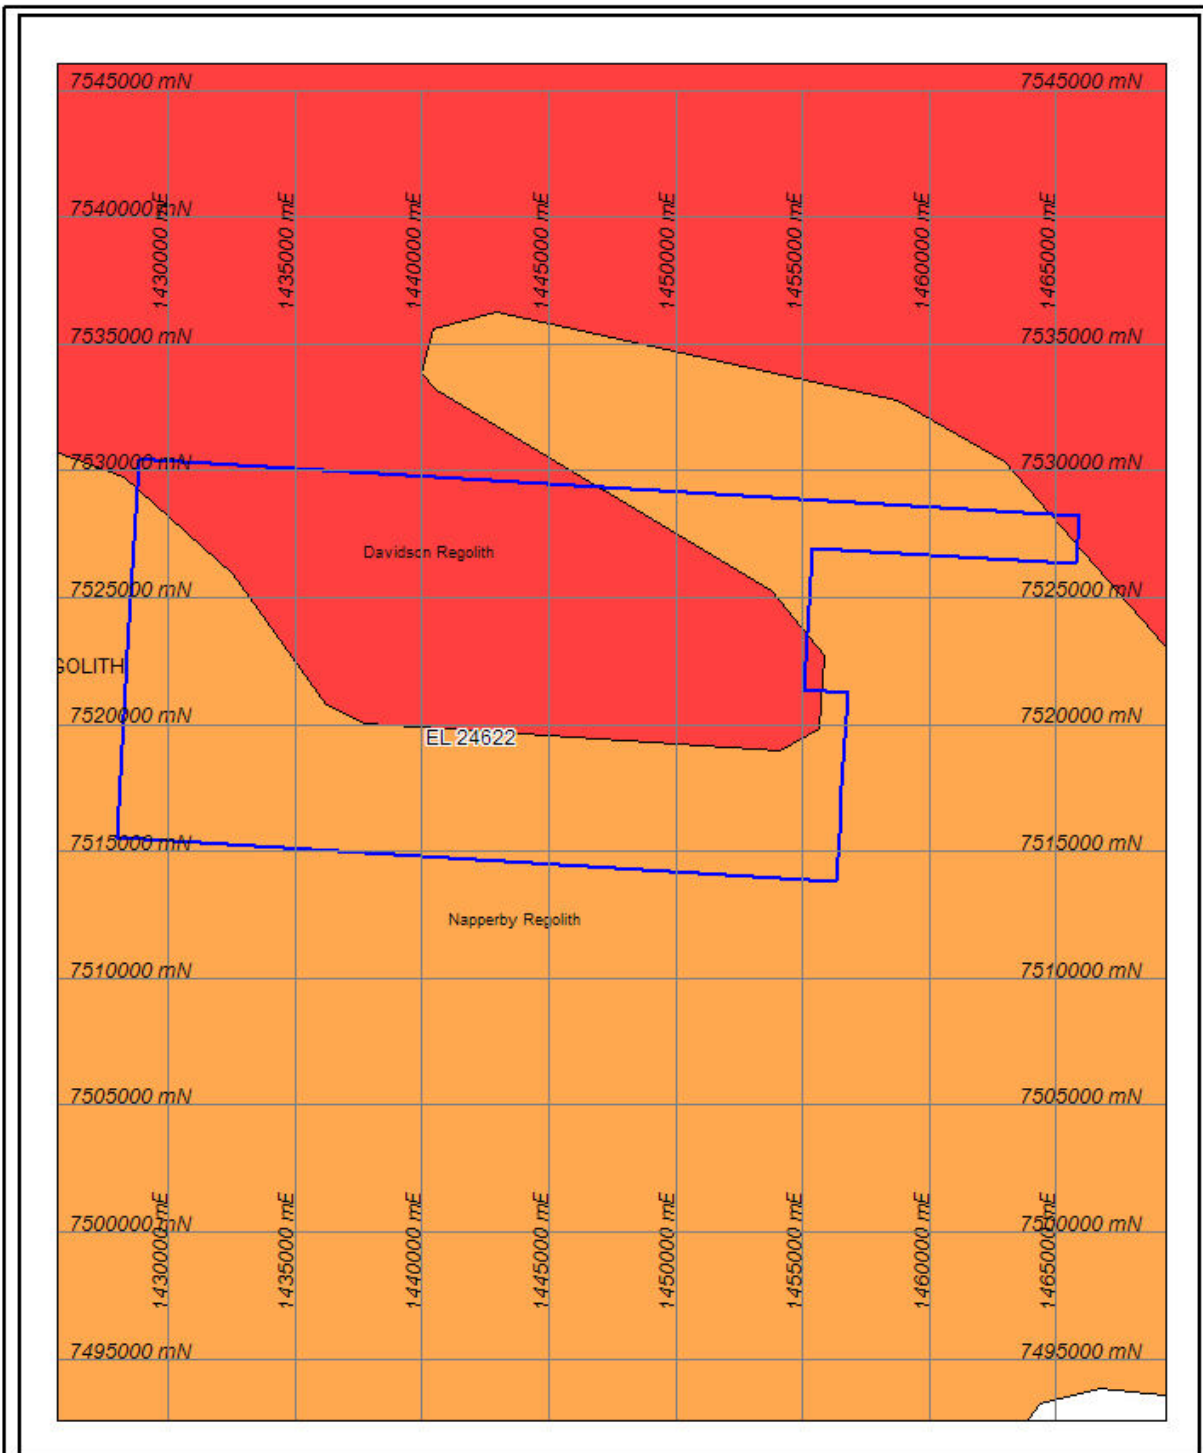 7545000 mN 7545000 mN
7540000 mN 7540000 mN
1430000 mE 1435000 mE 1440000 mE 1445000 mE 1450000 mE 1455000 mE 1460000 mE 1465000 mE
7535000 mN 7535000 mN
7530000 mN 7530000 mN
Davidson Regolith
7525000 mN 7525000 mN
GOLITH
7520000 mN 7520000 mN
EL 24622
7515000 mN 7515000 mN
Napperby Regolith
7510000 mN 7510000 mN
7505000 mN 7505000 mN
7500000 mN 7500000 mN
1430000 mE 1435000 mE 1440000 mE 1445000 mE 1450000 mE 1455000 mE 1460000 mE 1465000 mE
7495000 mN 7495000 mN